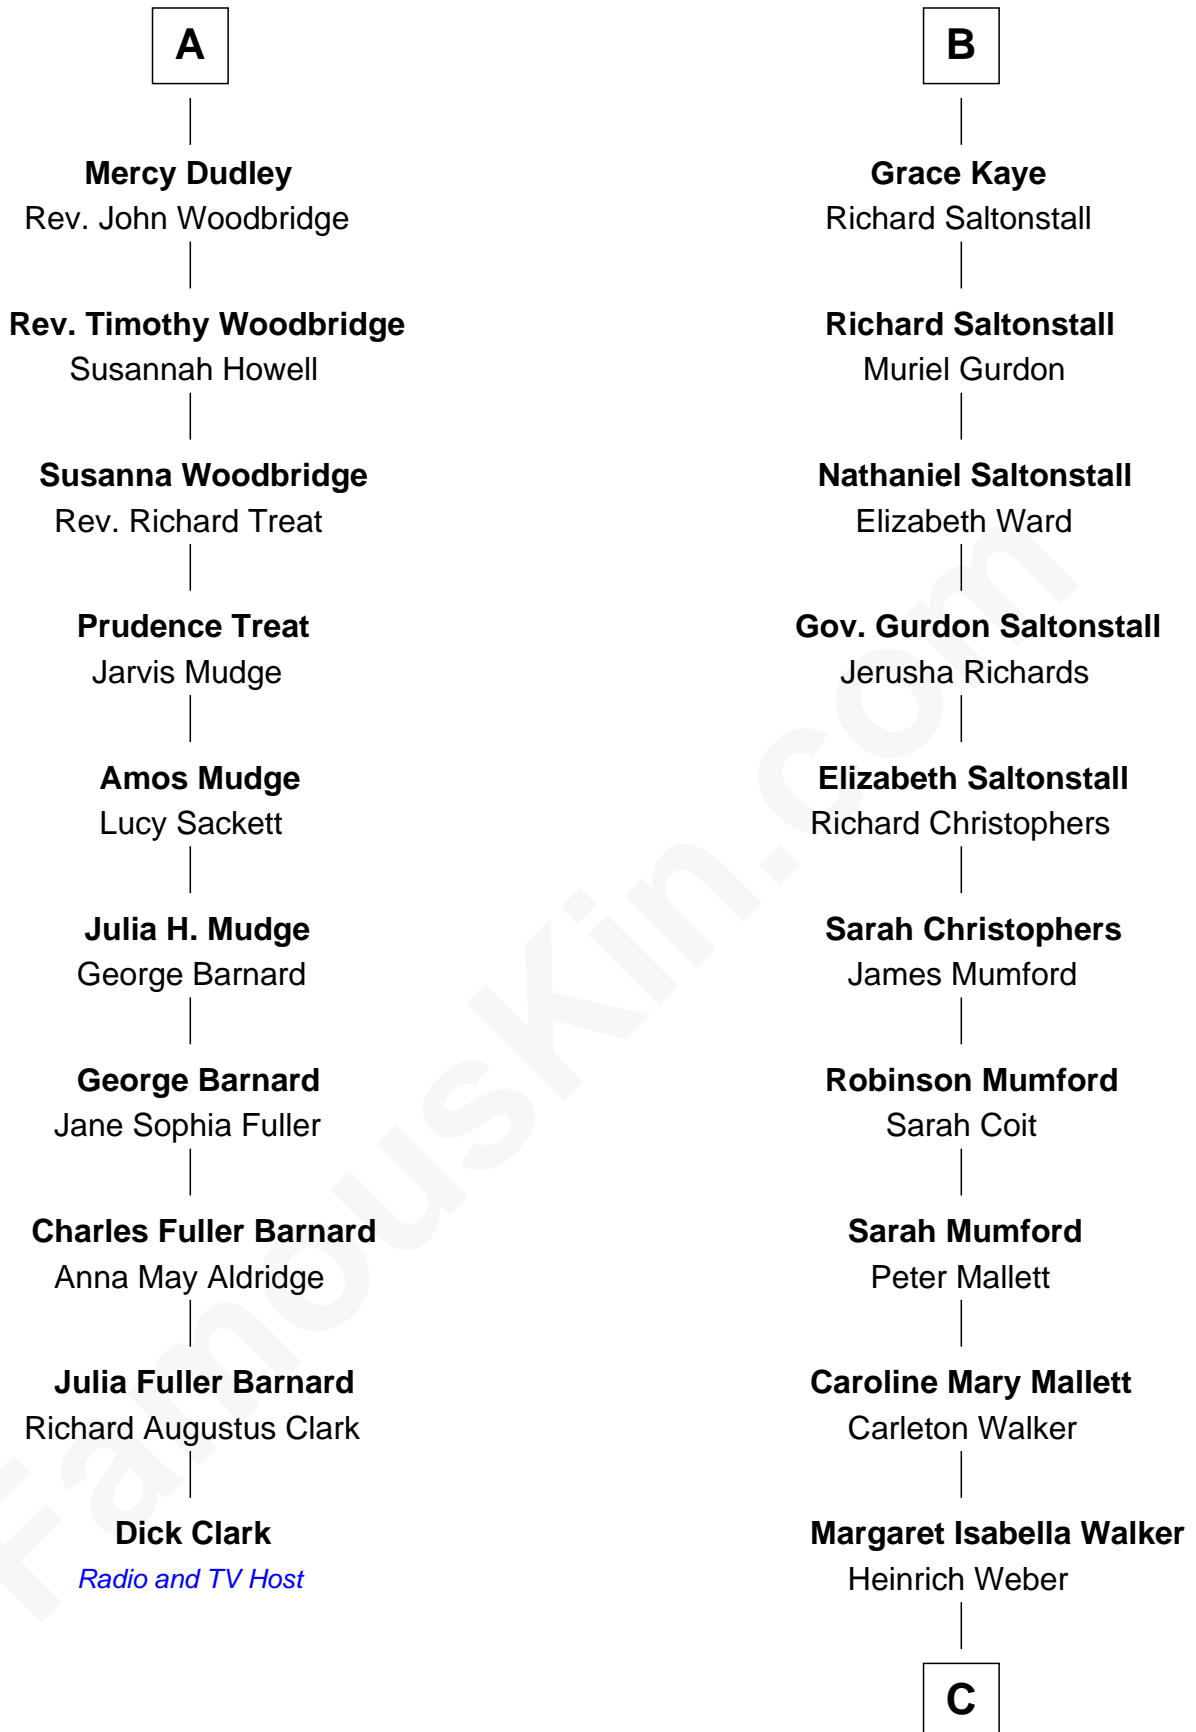 A
Mercy Dudley
Rev. John Woodbridge
Rev. Timothy Woodbridge
Susannah Howell
Susanna Woodbridge
Rev. Richard Treat
Prudence Treat
Jarvis Mudge
Amos Mudge
Lucy Sackett
Julia H. Mudge
George Barnard
George Barnard
Jane Sophia Fuller
Charles Fuller Barnard
Anna May Aldridge
Julia Fuller Barnard
Richard Augustus Clark
Dick Clark
Radio and TV Host
B
Grace Kaye
Richard Saltonstall
Richard Saltonstall
Muriel Gurdon
Nathaniel Saltonstall
Elizabeth Ward
Gov. Gurdon Saltonstall
Jerusha Richards
Elizabeth Saltonstall
Richard Christophers
Sarah Christophers
James Mumford
Robinson Mumford
Sarah Coit
Sarah Mumford
Peter Mallett
Caroline Mary Mallett
Carleton Walker
Margaret Isabella Walker
Heinrich Weber
C
FamousKin.com